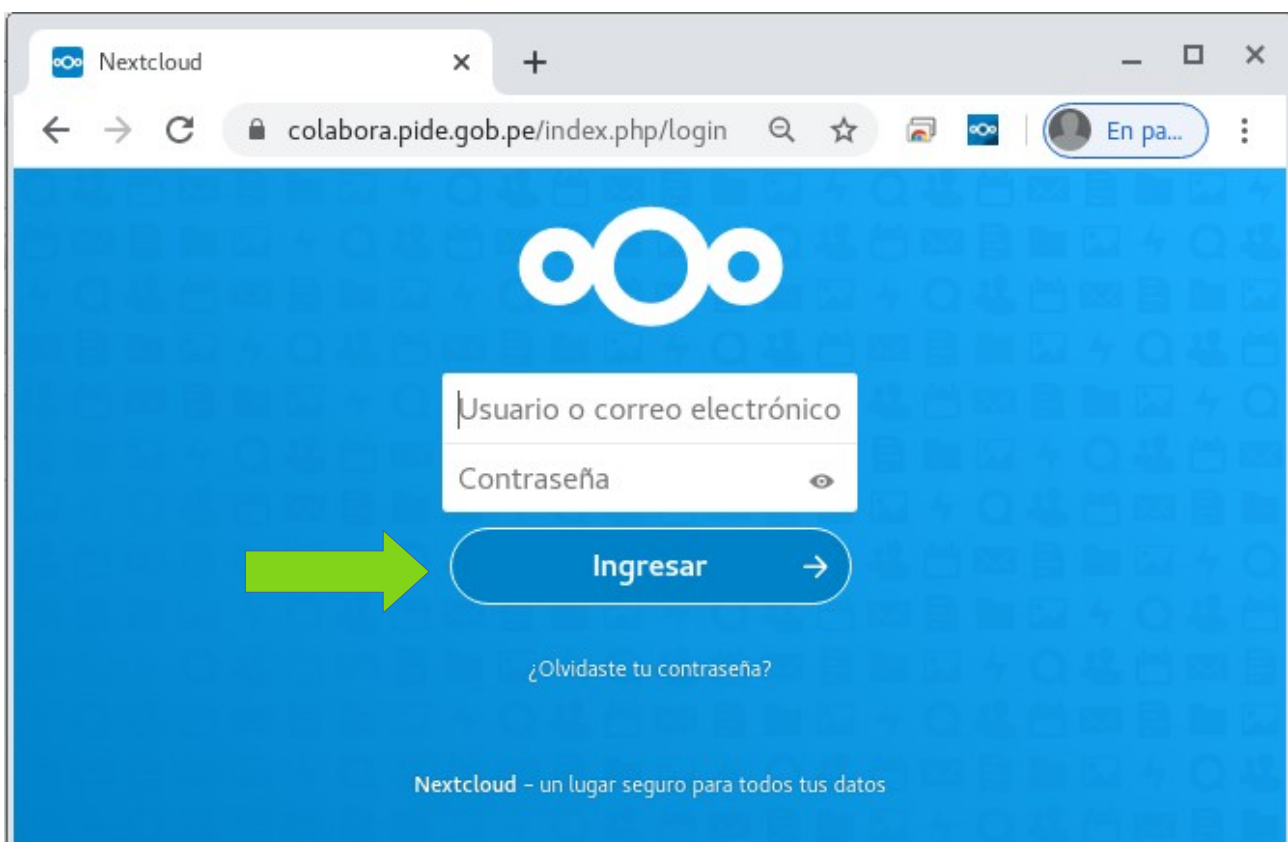 Nextcloud
colabora.pide.gob.pe/index.php/login
En pa...
Usuario o correo electrónico
Contraseña
Ingresar
¿Olvidaste tu contraseña?
Nextcloud – un lugar seguro para todos tus datos